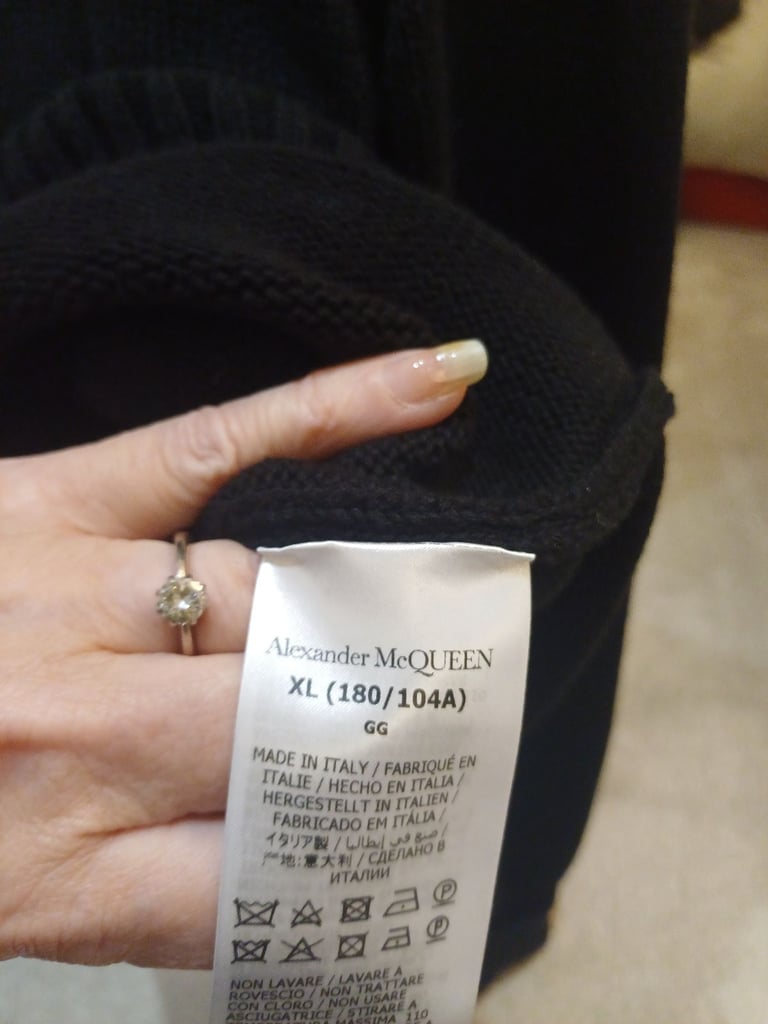 Alexander McQUEEN
XL (180/104A)
GG
MADE IN ITALY / FABRIQUÉ EN
ITALIE / HECHO EN ITALIA /
HERGESTELLT IN ITALIEN /
FABRICADO EM ITÁLIA /
イタリア製 / صنع في إيطاليا /
产地:意大利 / СДЕЛАНО В
ИТАЛИИ
P
P
NON LAVARE / LAVARE A
ROVESCIO / NON TRATTARE
CON CLORO / NON USARE
ASCIUGATRICE / STIRARE A
MASSIMA 110